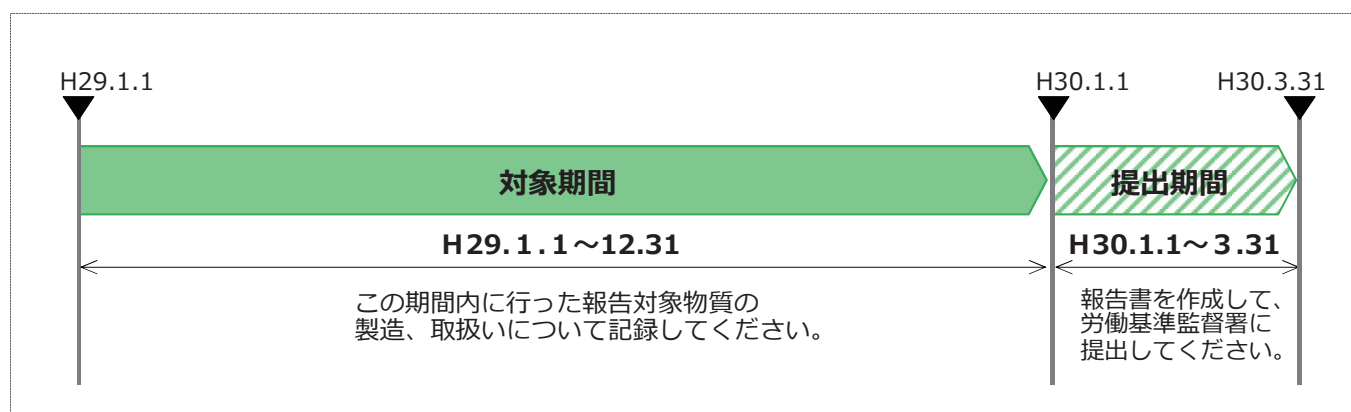 H29.1.1
H30.1.1
H30.3.31
対象期間
提出期間
H29.１.１～12.31
H30.1.1～３.31
この期間内に行った報告対象物質の
製造、取扱いについて記録してください。
報告書を作成して、
労働基準監督署に
提出してください。